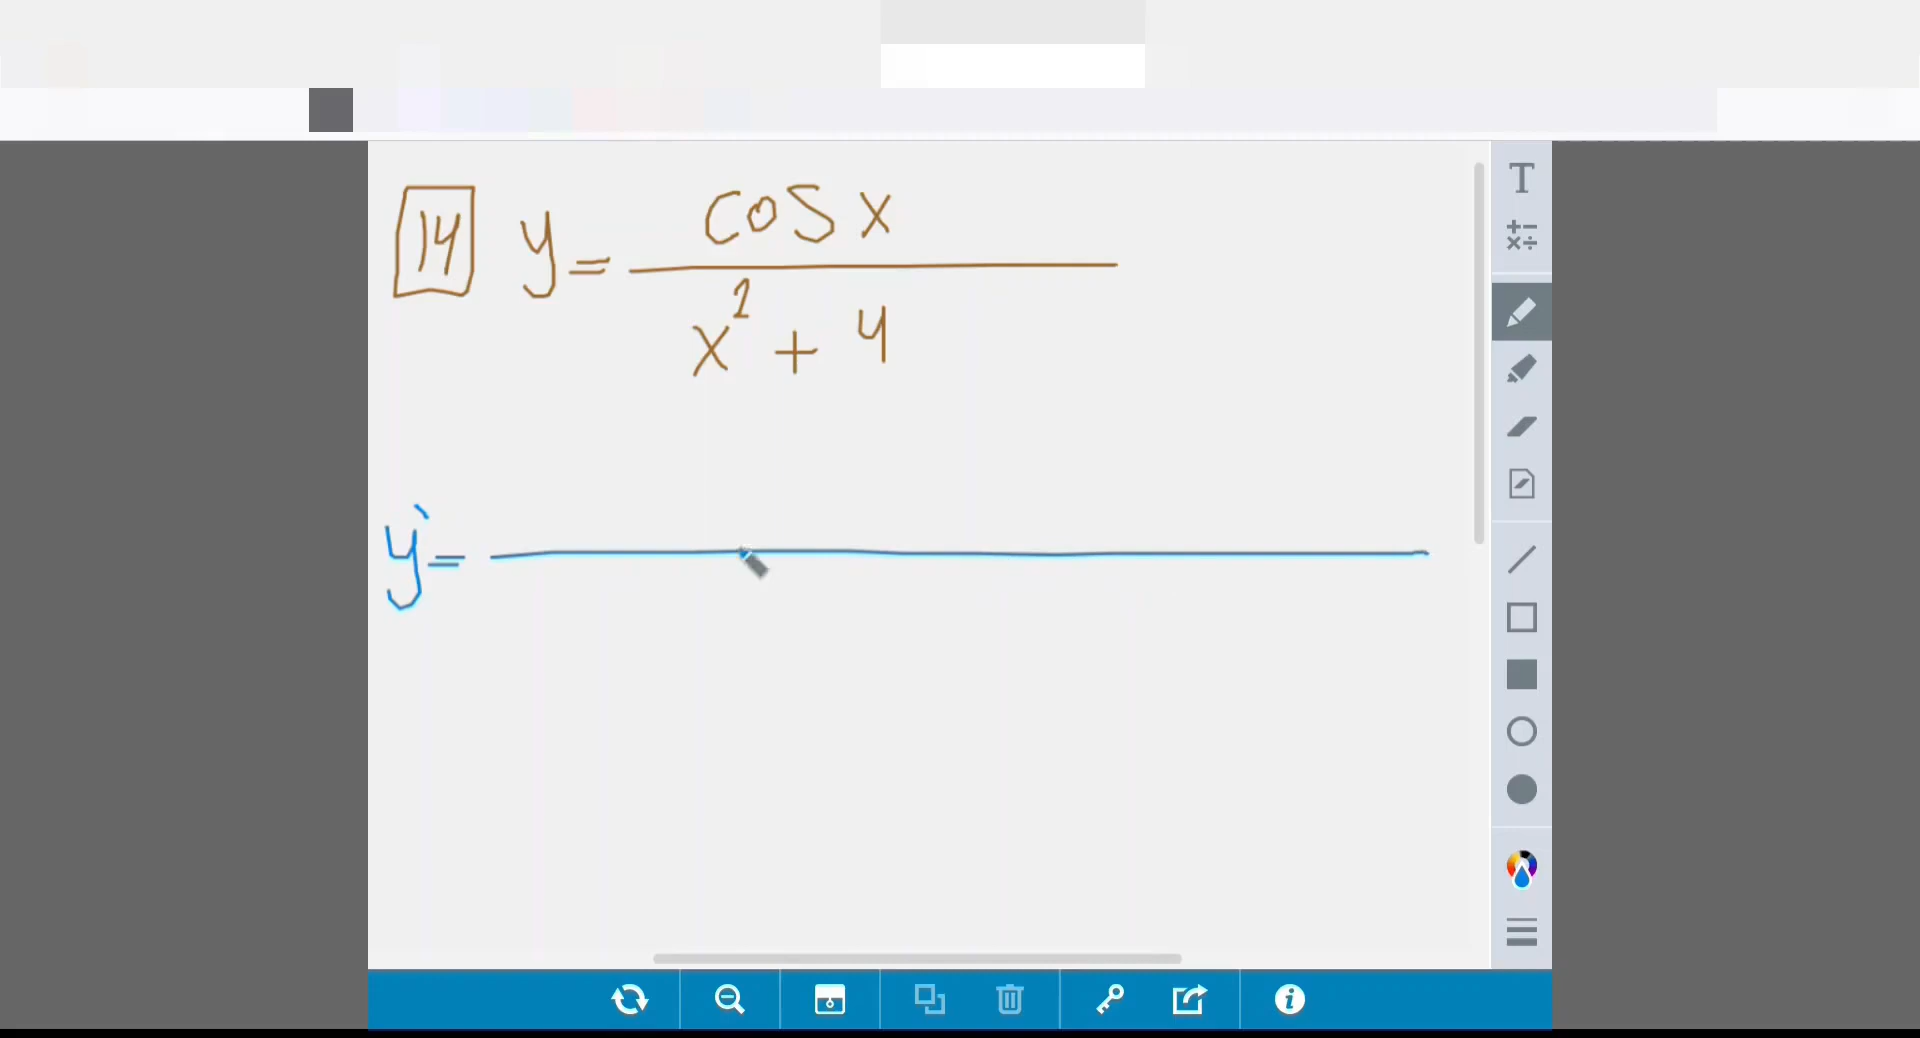 14 y = cos x / x² + 4
y' =